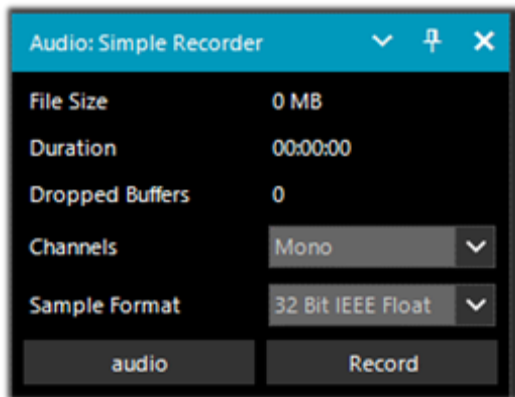 Audio: Simple Recorder
File Size 0 MB
Duration 00:00:00
Dropped Buffers 0
Channels Mono
Sample Format 32 Bit IEEE Float
audio Record